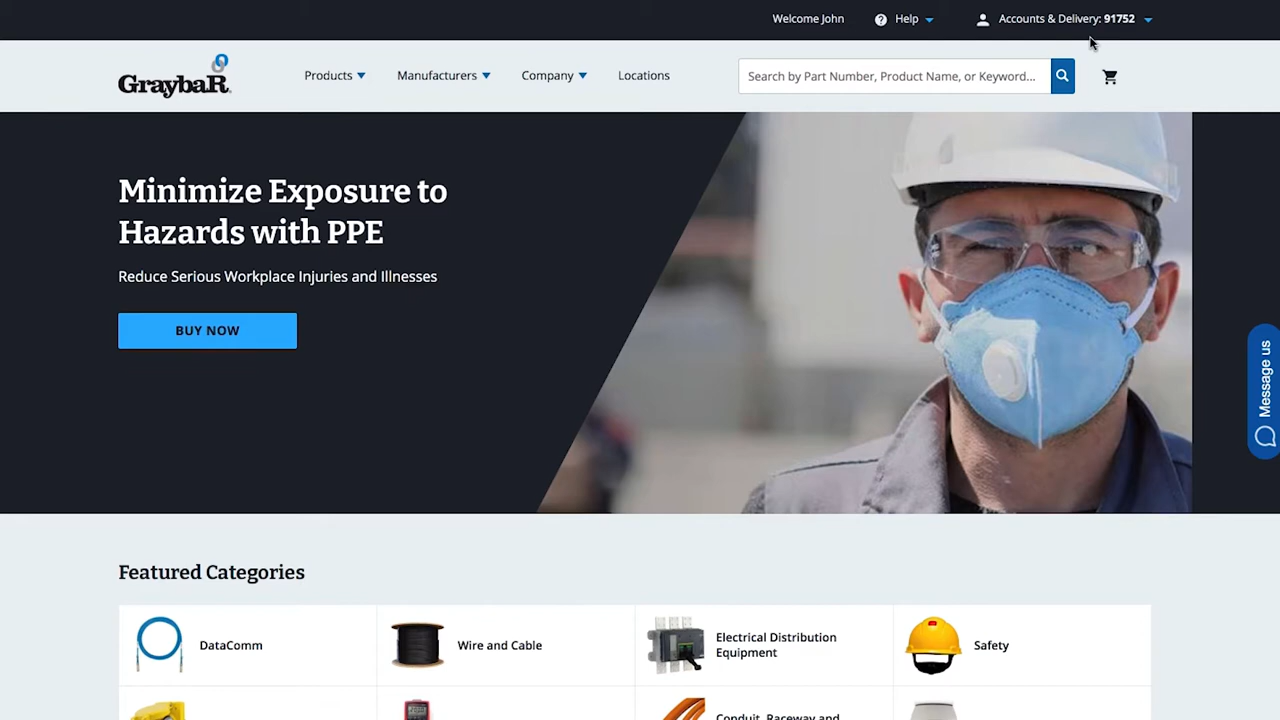 Welcome John
Help
Accounts & Delivery: 91752
GraybaR
Products
Manufacturers
Company
Locations
Search by Part Number, Product Name, or Keyword...
Minimize Exposure to
Hazards with PPE
Reduce Serious Workplace Injuries and Illnesses
BUY NOW
Message us
Featured Categories
DataComm
Wire and Cable
Electrical Distribution
Equipment
Safety
Conduit, Raceway and